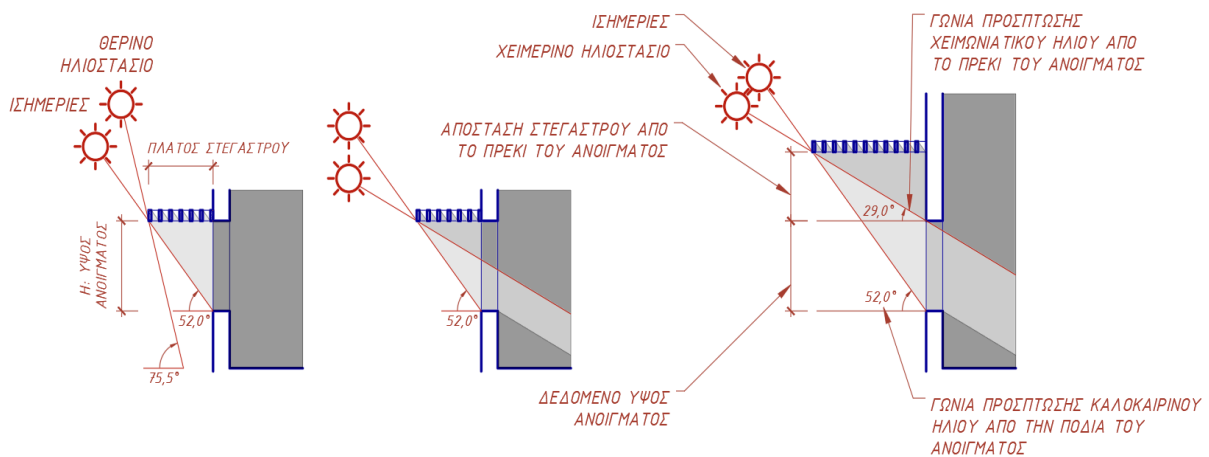 ΘΕΡΙΝΟ
ΗΛΙΟΣΤΑΣΙΟ
ΙΣΗΜΕΡΙΕΣ
ΠΛΑΤΟΣ ΣΤΕΓΑΣΤΡΟΥ
Η: ΥΨΟΣ
ΑΝΟΙΓΜΑΤΟΣ
52,0°
75,5°
52,0°
ΙΣΗΜΕΡΙΕΣ
ΧΕΙΜΕΡΙΝΟ ΗΛΙΟΣΤΑΣΙΟ
ΑΠΟΣΤΑΣΗ ΣΤΕΓΑΣΤΡΟΥ ΑΠΟ
ΤΟ ΠΡΕΚΙ ΤΟΥ ΑΝΟΙΓΜΑΤΟΣ
ΓΩΝΙΑ ΠΡΟΣΠΤΩΣΗΣ
ΧΕΙΜΩΝΙΑΤΙΚΟΥ ΗΛΙΟΥ ΑΠΟ
ΤΟ ΠΡΕΚΙ ΤΟΥ ΑΝΟΙΓΜΑΤΟΣ
29,0°
52,0°
ΔΕΔΟΜΕΝΟ ΥΨΟΣ
ΑΝΟΙΓΜΑΤΟΣ
ΓΩΝΙΑ ΠΡΟΣΠΤΩΣΗΣ ΚΑΛΟΚΑΙΡΙΝΟΥ
ΗΛΙΟΥ ΑΠΟ ΤΗΝ ΠΟΔΙΑ ΤΟΥ
ΑΝΟΙΓΜΑΤΟΣ